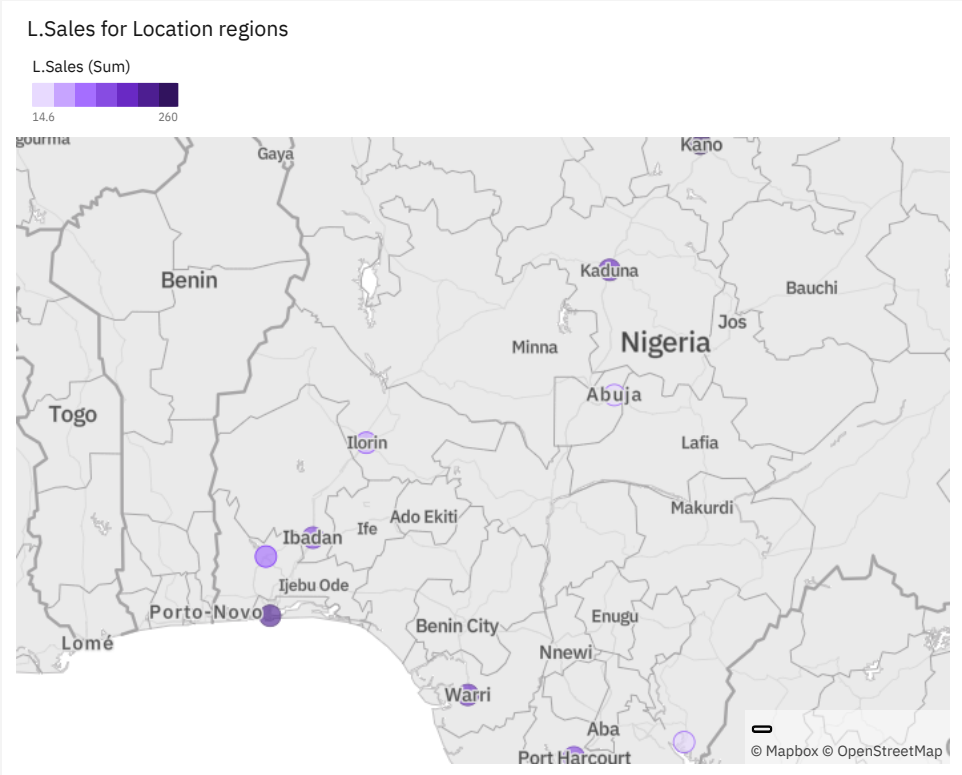 L.Sales for Location regions
L.Sales (Sum)
14.6 260
gourma
Kano
Gaya
Kaduna
Benin
Bauchi
Jos
Nigeria
Minna
Abuja
Togo
Ilorin
Lafia
Makurdi
Ado Ekiti
Ife
Ibadan
Ijebu Ode
Porto-Novo
Enugu
Benin City
Lomé
Nnewi
Warri
Aba
Port Harcourt
© Mapbox © OpenStreetMap